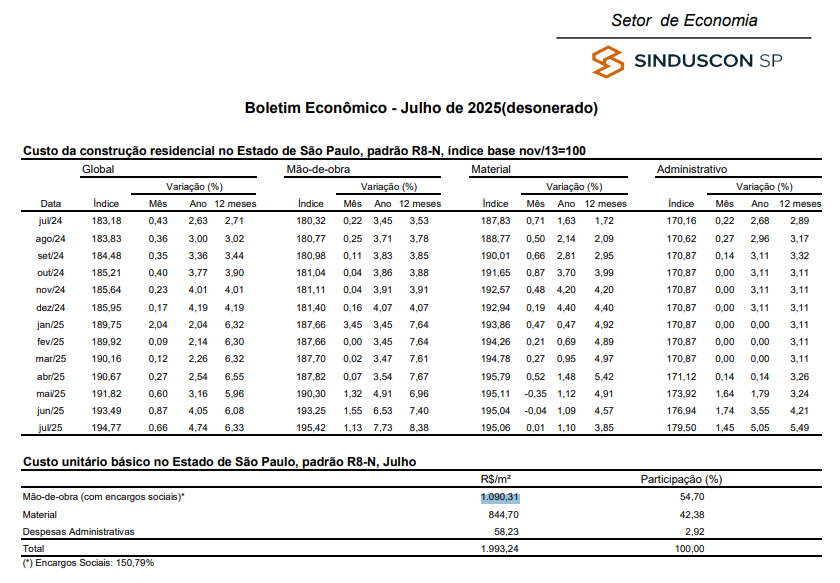 Setor de Economia
SINDUSCON SP
Boletim Econômico - Julho de 2025(desonerado)
Custo da construção residencial no Estado de São Paulo, padrão R8-N, índice base nov/13=100
Global Mão-de-obra Material Administrativo
Variação (%) Variação (%) Variação (%) Variação (%)
Data Índice Mês Ano 12 meses Índice Mês Ano 12 meses Índice Mês Ano 12 meses Índice Mês Ano 12 meses
jul/24 183,18 0,43 2,63 2,71 180,32 0,22 3,45 3,53 187,83 0,71 1,63 1,72 170,16 0,22 2,68 2,89
ago/24 183,83 0,36 3,00 3,02 180,77 0,25 3,71 3,78 188,77 0,50 2,14 2,09 170,62 0,27 2,96 3,17
set/24 184,48 0,35 3,36 3,44 180,98 0,11 3,83 3,85 190,01 0,66 2,81 2,95 170,87 0,14 3,11 3,32
out/24 185,21 0,40 3,77 3,90 181,04 0,04 3,86 3,88 191,65 0,87 3,70 3,99 170,87 0,00 3,11 3,11
nov/24 185,64 0,23 4,01 4,01 181,11 0,04 3,91 3,91 192,57 0,48 4,20 4,20 170,87 0,00 3,11 3,11
dez/24 185,95 0,17 4,19 4,19 181,40 0,16 4,07 4,07 192,94 0,19 4,40 4,40 170,87 0,00 3,11 3,11
jan/25 189,75 2,04 2,04 6,32 187,66 3,45 3,45 7,64 193,86 0,47 0,47 4,92 170,87 0,00 0,00 3,11
fev/25 189,92 0,09 2,14 6,30 187,66 0,00 3,45 7,64 194,26 0,21 0,69 4,89 170,87 0,00 0,00 3,11
mar/25 190,16 0,12 2,26 6,32 187,70 0,02 3,47 7,61 194,78 0,27 0,95 4,97 170,87 0,00 0,00 3,11
abr/25 190,67 0,27 2,54 6,55 187,82 0,07 3,54 7,67 195,79 0,52 1,48 5,42 171,12 0,14 0,14 3,26
mai/25 191,82 0,60 3,16 5,96 190,30 1,32 4,91 6,96 195,11 -0,35 1,12 4,91 173,92 1,64 1,79 3,24
jun/25 193,49 0,87 4,05 6,08 193,25 1,55 6,53 7,40 195,04 -0,04 1,09 4,57 176,94 1,74 3,55 4,21
jul/25 194,77 0,66 4,74 6,33 195,42 1,13 7,73 8,38 195,06 0,01 1,10 3,85 179,50 1,45 5,05 5,49
Custo unitário básico no Estado de São Paulo, padrão R8-N, Julho
R$/m² Participação (%)
Mão-de-obra (com encargos sociais)* 1.090,31 54,70
Material 844,70 42,38
Despesas Administrativas 58,23 2,92
Total 1.993,24 100,00
(*) Encargos Sociais: 150,79%